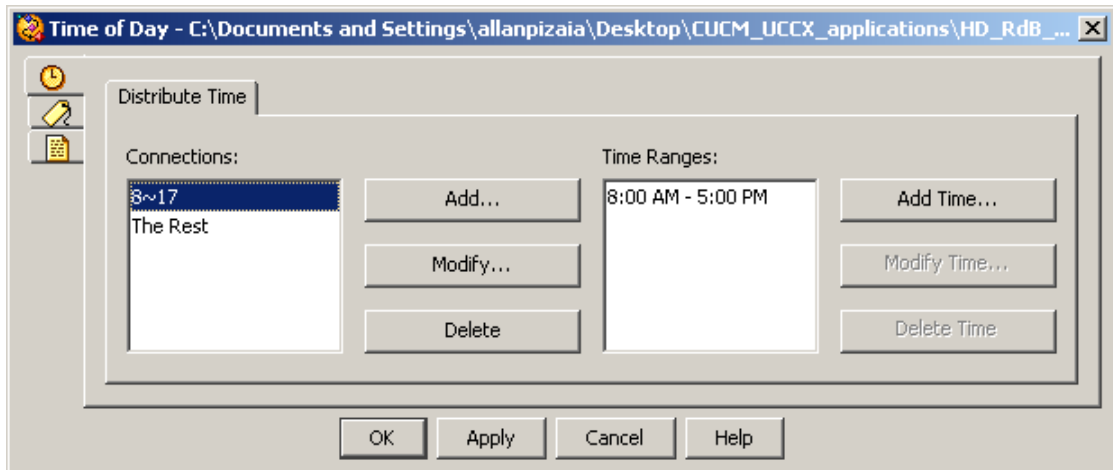 Time of Day - C:\Documents and Settings\allanpizaia\Desktop\CUCM_UCCX_applications\HD_RdB_...
Distribute Time
Connections:
8~17
The Rest
Add...
Modify...
Delete
Time Ranges:
8:00 AM - 5:00 PM
Add Time...
Modify Time...
Delete Time
OK
Apply
Cancel
Help